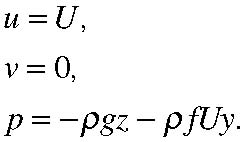 u = U,
v = 0,
p = −ρgz − ρfUy.